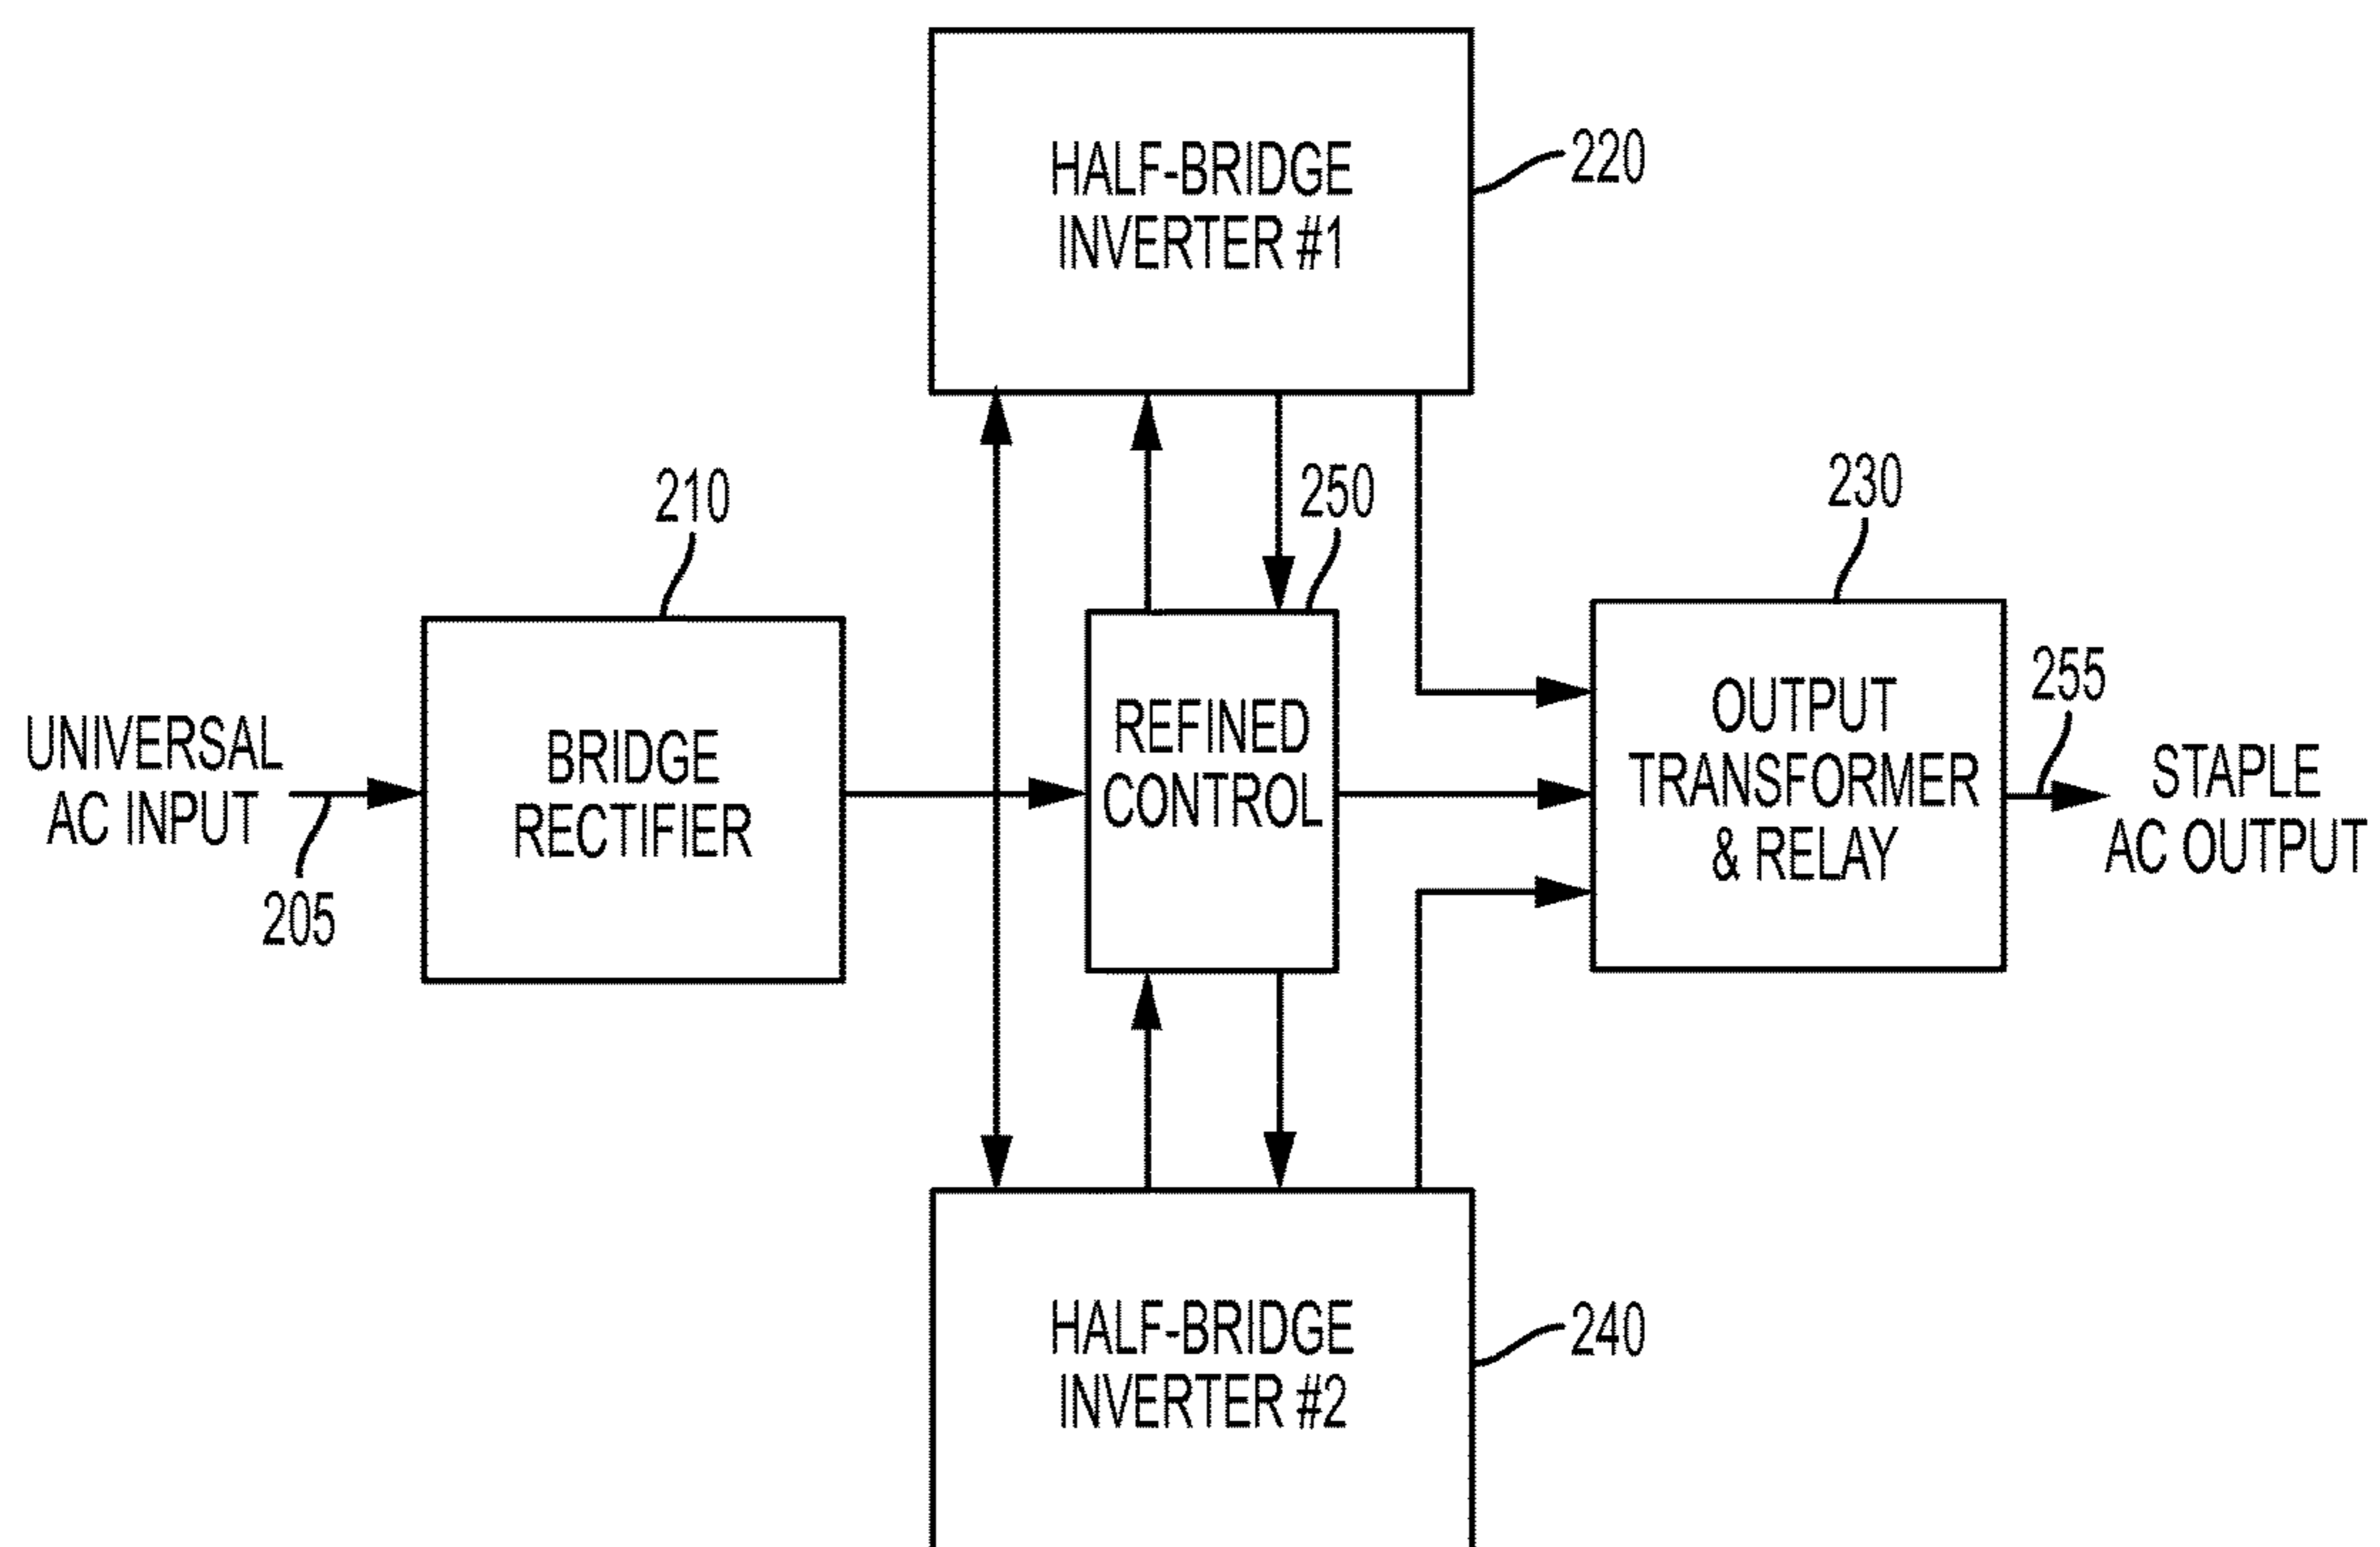 HALF-BRIDGE
INVERTER #1
220
210
250
230
UNIVERSAL
AC INPUT
205
BRIDGE
RECTIFIER
REFINED
CONTROL
OUTPUT
TRANSFORMER
& RELAY
255
STAPLE
AC OUTPUT
HALF-BRIDGE
INVERTER #2
240